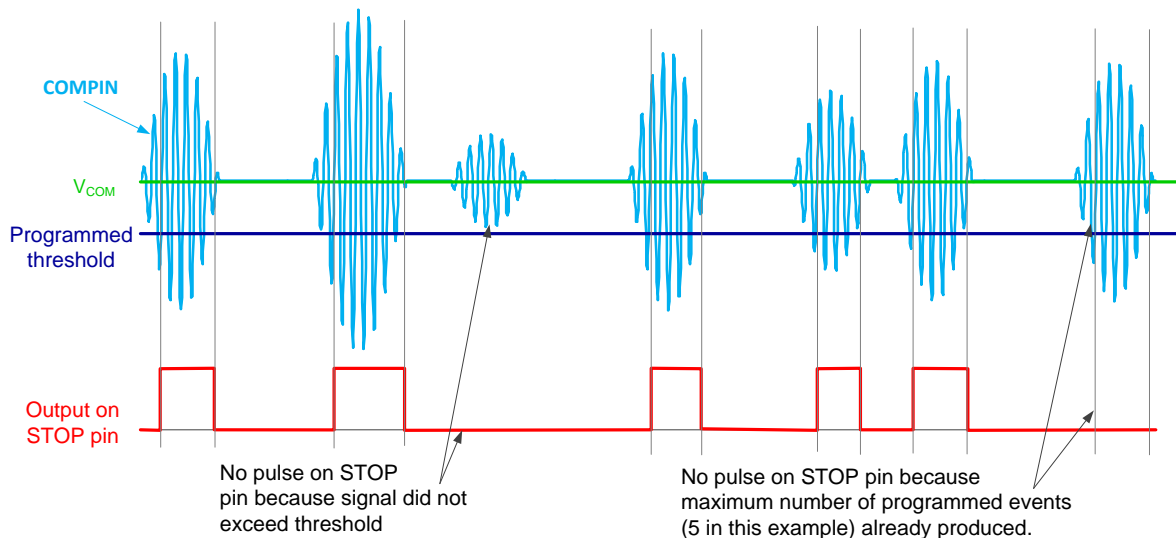 COMPIN
VCOM
Programmed
threshold
Output on
STOP pin
No pulse on STOP
pin because signal did not
exceed threshold
No pulse on STOP pin because
maximum number of programmed events
(5 in this example) already produced.